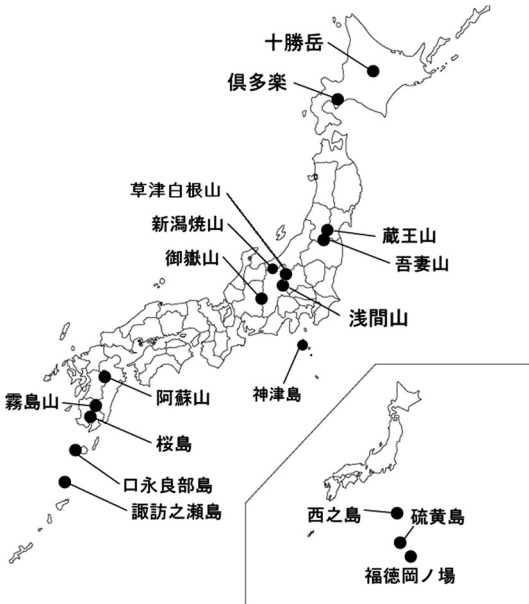 十勝岳
倶多楽
草津白根山
新潟焼山
御嶽山
蔵王山
吾妻山
浅間山
神津島
阿蘇山
霧島山
桜島
口永良部島
諏訪之瀬島
西之島
硫黄島
福徳岡ノ場